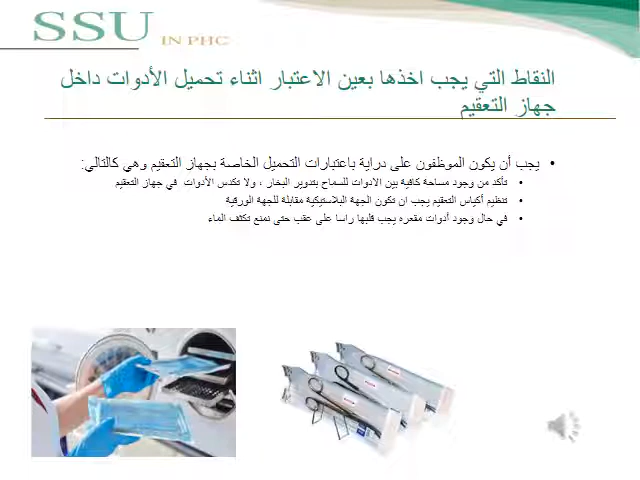 SSU IN PHC
النقاط التي يجب اخذها بعين الاعتبار اثناء تحميل الأدوات داخل
جهاز التعقيم
• يجب أن يكون الموظفون على دراية باعتبارات التحميل الخاصة بجهاز التعقيم وهي كالتالي:
• تأكد من وجود مساحة كافية بين الادوات للسماح بتدوير البخار ، ولا تكدس الأدوات في جهاز التعقيم
• تنظيم أكياس التعقيم يجب ان تكون الجهة البلاستيكية مقابلة للجهة الورقية
• في حال وجود أدوات مقعره يجب قلبها راسا على عقب حتى نمنع تكثف الماء